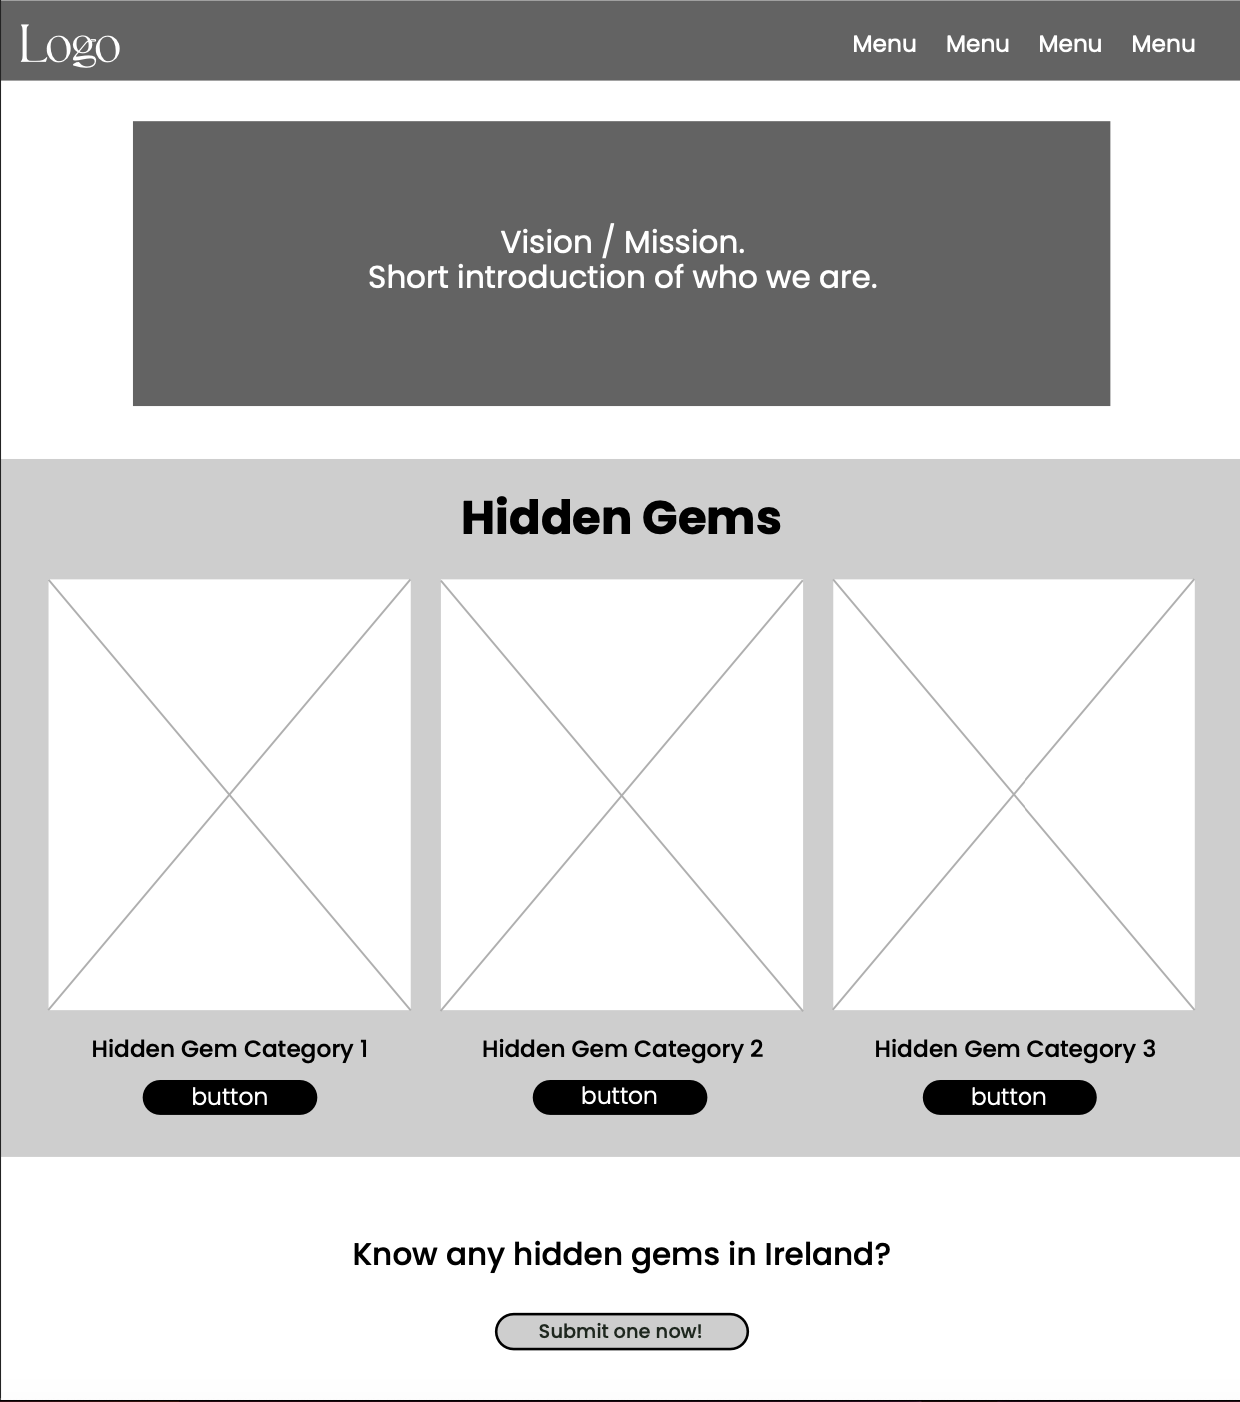 Logo
Menu Menu Menu Menu
Vision / Mission.
Short introduction of who we are.
Hidden Gems
Hidden Gem Category 1
Hidden Gem Category 2
Hidden Gem Category 3
button
button
button
Know any hidden gems in Ireland?
Submit one now!